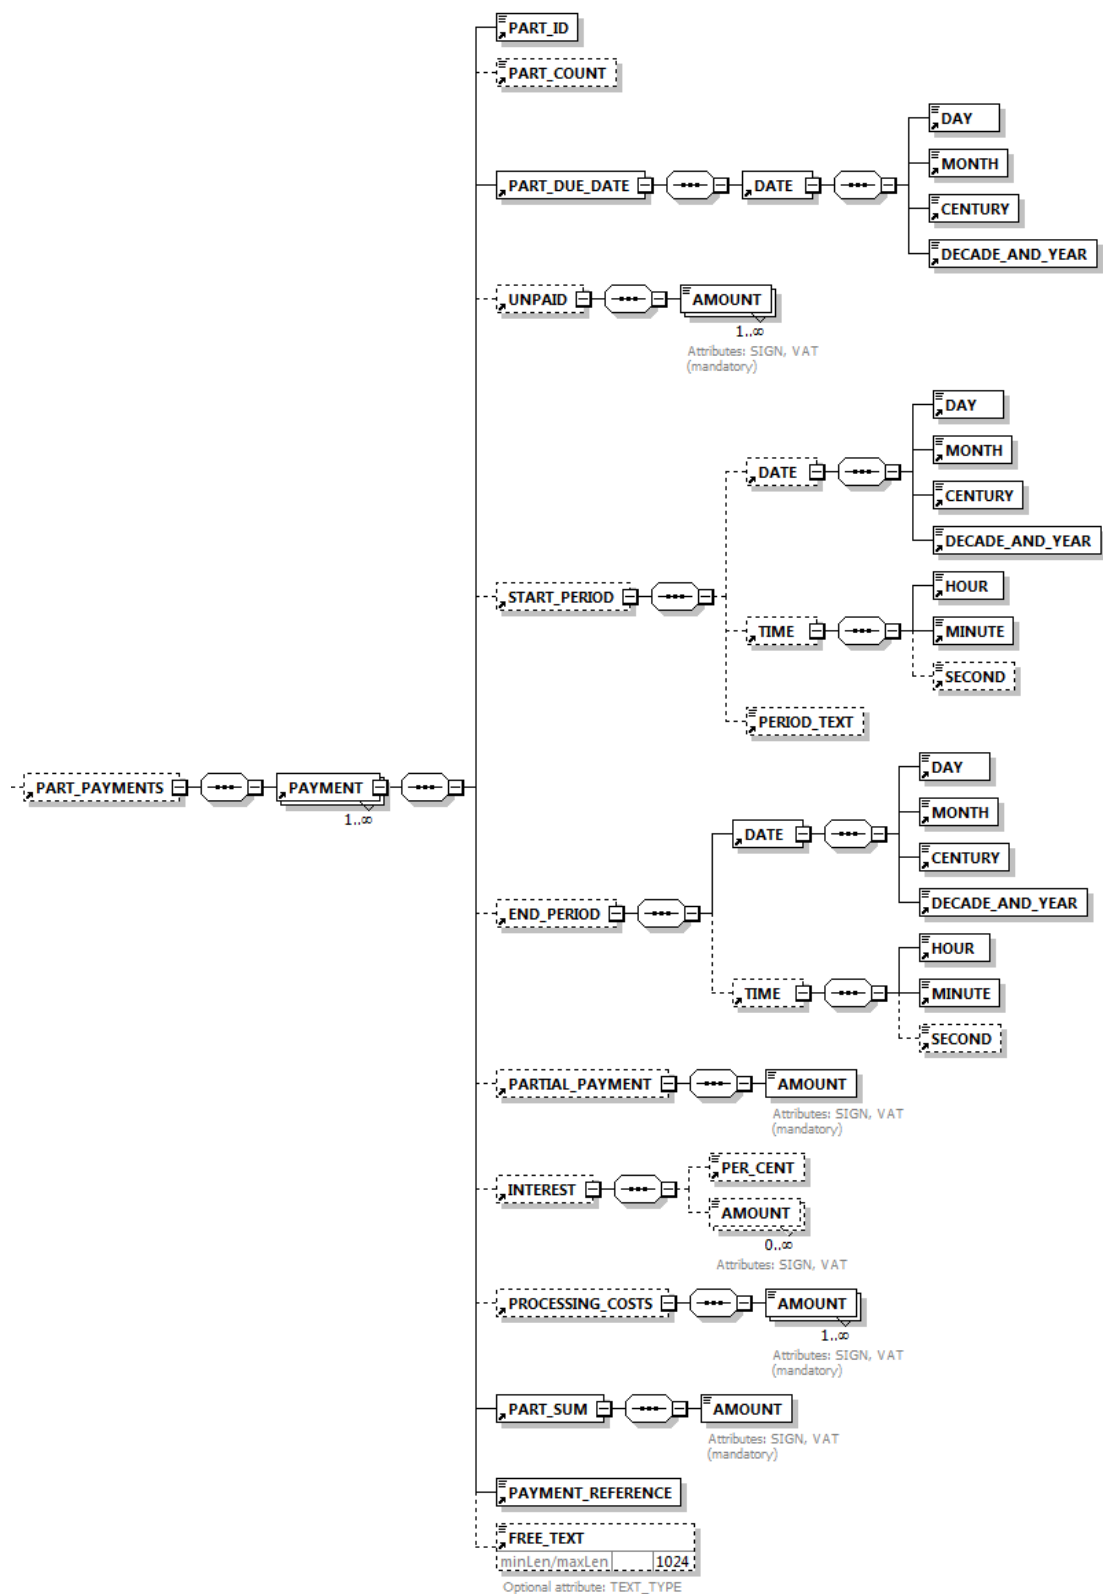 PART_ID
PART_COUNT
DAY
MONTH
PART_DUE_DATE
DATE
CENTURY
DECADE_AND_YEAR
UNPAID
AMOUNT
1..∞
Attributes: SIGN, VAT
(mandatory)
DAY
MONTH
DATE
CENTURY
DECADE_AND_YEAR
HOUR
START_PERIOD
TIME
MINUTE
SECOND
PERIOD_TEXT
PART_PAYMENTS
PAYMENT
1..∞
DAY
MONTH
DATE
CENTURY
DECADE_AND_YEAR
END_PERIOD
HOUR
TIME
MINUTE
SECOND
PARTIAL_PAYMENT
AMOUNT
Attributes: SIGN, VAT
(mandatory)
PER_CENT
INTEREST
AMOUNT
0..∞
Attributes: SIGN, VAT
PROCESSING_COSTS
AMOUNT
1..∞
Attributes: SIGN, VAT
(mandatory)
PART_SUM
AMOUNT
Attributes: SIGN, VAT
(mandatory)
PAYMENT_REFERENCE
FREE_TEXT
minLen/maxLen 1024
Optional attribute: TEXT_TYPE